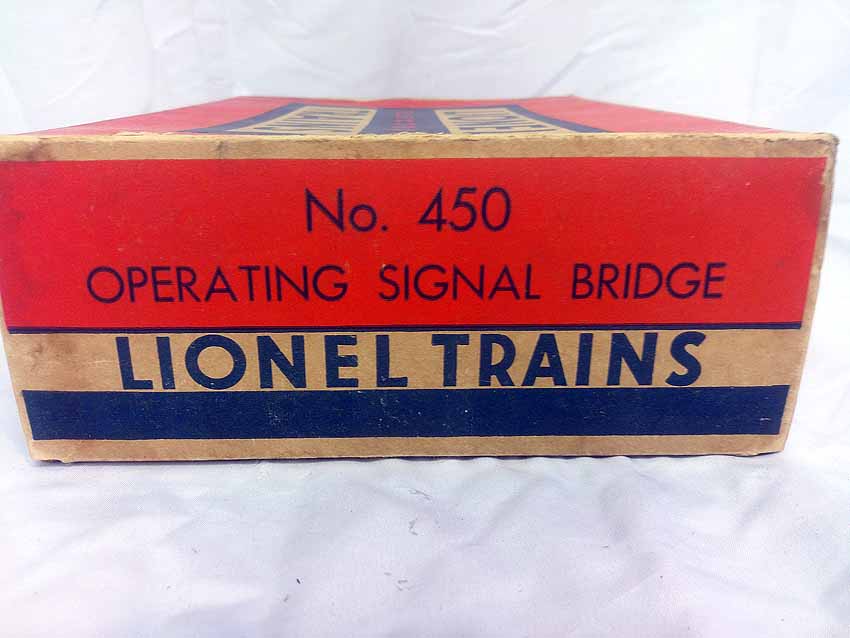 No. 450
OPERATING SIGNAL BRIDGE
LIONEL TRAINS